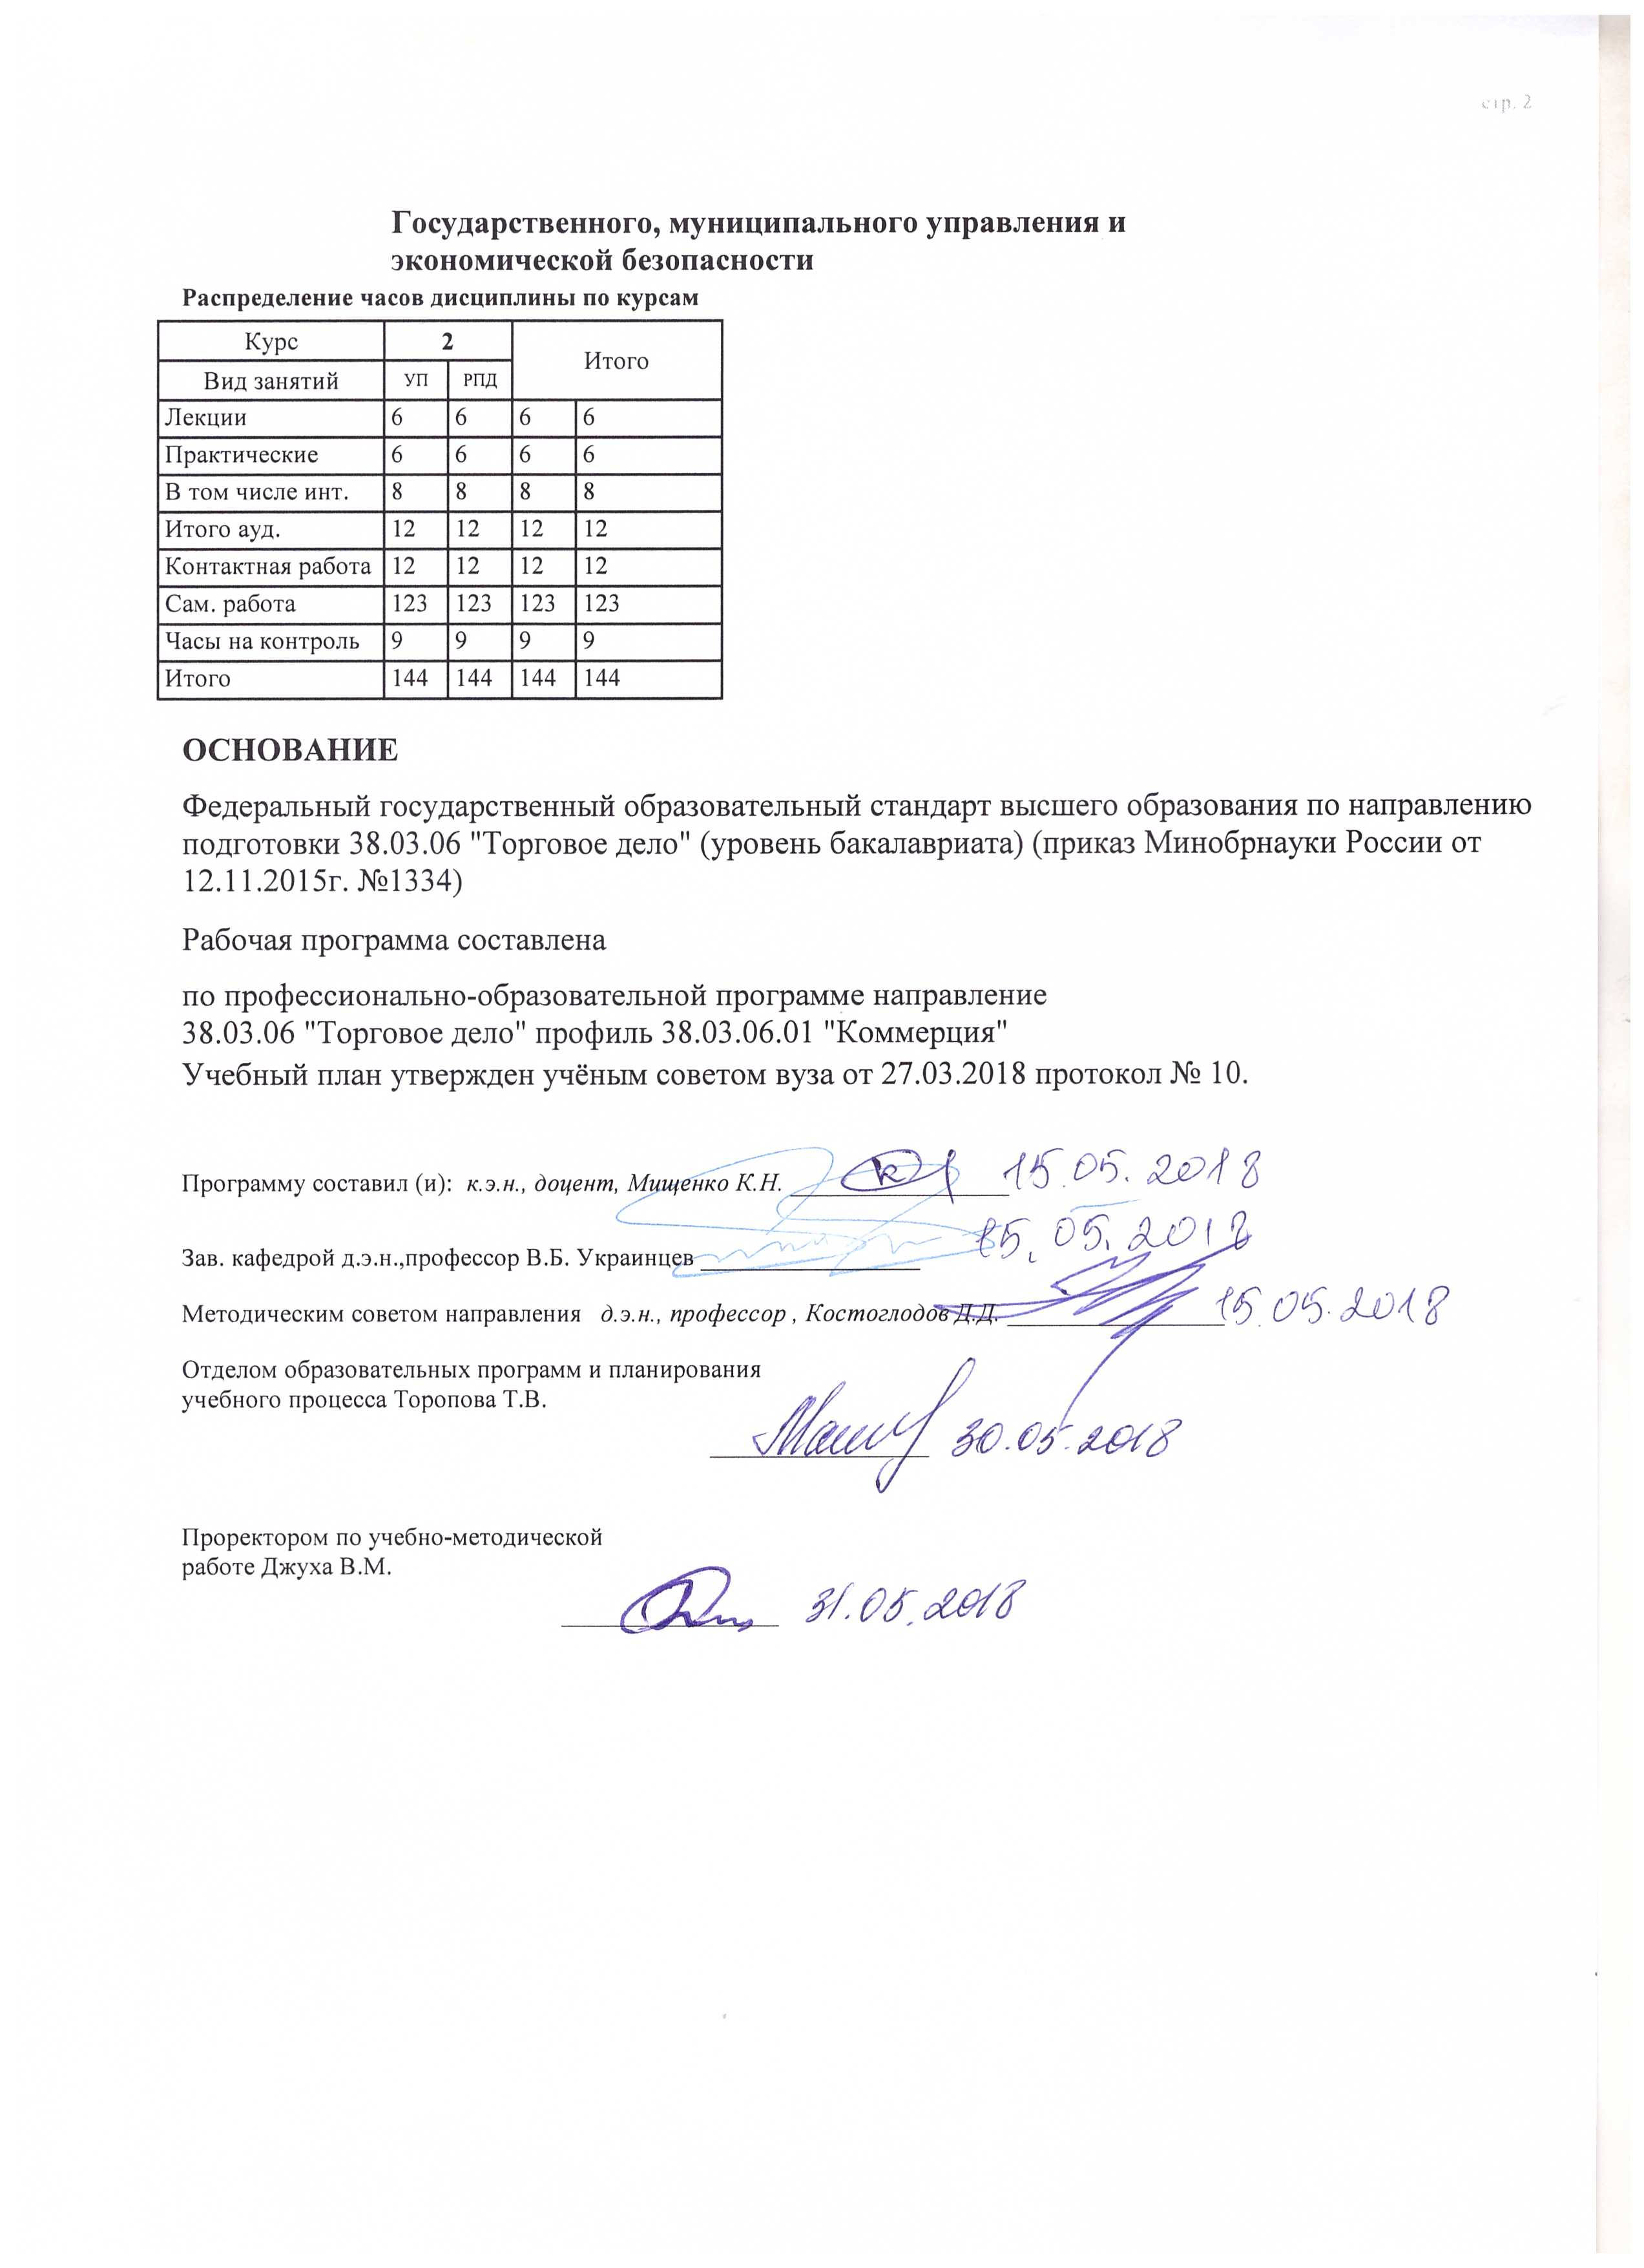 стр. 2
Государственного, муниципального управления и
экономической безопасности
Распределение часов дисциплины по курсам
Курс 2 Итого
Вид занятий УП РПД
Лекции 6 6 6 6
Практические 6 6 6 6
В том числе инт. 8 8 8 8
Итого ауд. 12 12 12 12
Контактная работа 12 12 12 12
Сам. работа 123 123 123 123
Часы на контроль 9 9 9 9
Итого 144 144 144 144
ОСНОВАНИЕ
Федеральный государственный образовательный стандарт высшего образования по направлению
подготовки 38.03.06 "Торговое дело" (уровень бакалавриата) (приказ Минобрнауки России от
12.11.2015г. №1334)
Рабочая программа составлена
по профессионально-образовательной программе направление
38.03.06 "Торговое дело" профиль 38.03.06.01 "Коммерция"
Учебный план утвержден учёным советом вуза от 27.03.2018 протокол № 10.
Программу составил (и): к.э.н., доцент, Мищенко К.Н. 15.05.2018
Зав. кафедрой д.э.н.,профессор В.Б. Украинцев 15.05.2018
Методическим советом направления д.э.н., профессор , Костоглодов Д.Д. 15.05.2018
Отделом образовательных программ и планирования
учебного процесса Торопова Т.В.
30.05.2018
Проректором по учебно-методической
работе Джуха В.М.
31.05.2018